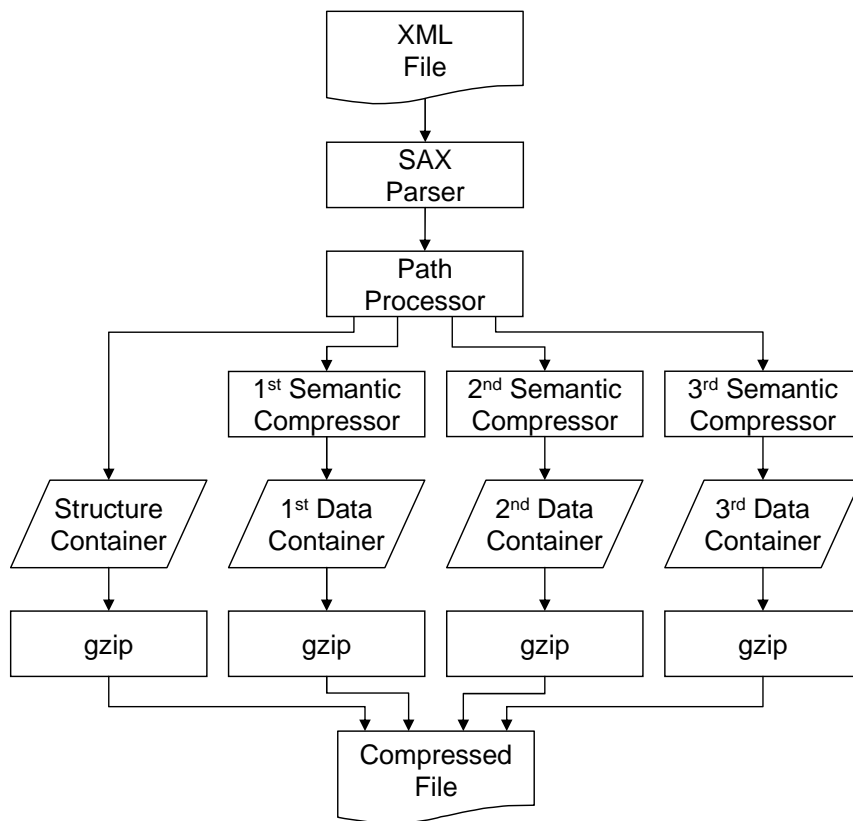 XML
File
SAX
Parser
Path
Processor
1st Semantic
Compressor
2nd Semantic
Compressor
3rd Semantic
Compressor
Structure
Container
1st Data
Container
2nd Data
Container
3rd Data
Container
gzip
gzip
gzip
gzip
Compressed
File